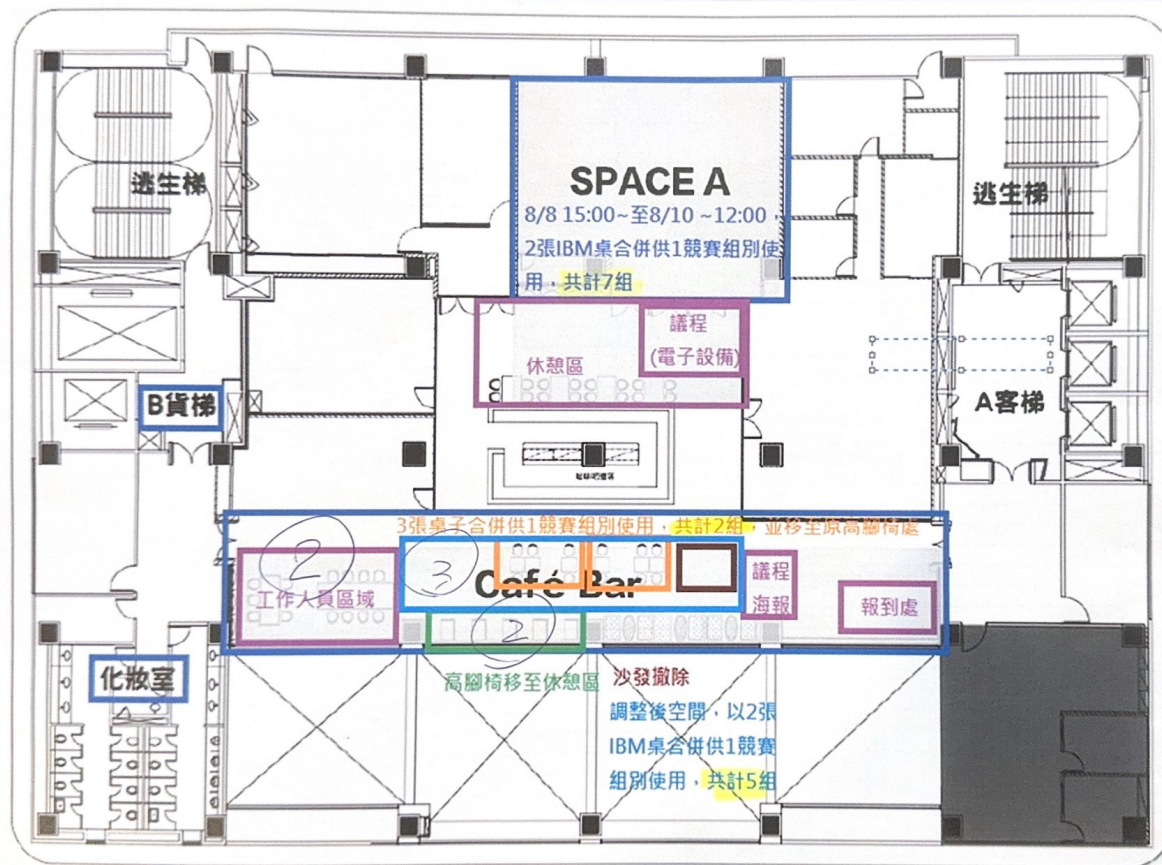 SPACE A
8/8 15:00~至8/10 ~12:00，
2張IBM桌合併供1競賽組別使
用，共計7組
逃生梯
逃生梯
議程
(電子設備)
休憩區
B貨梯
A客梯
3張桌子合併供1競賽組別使用，共計2組，並移至原高腳椅處
②
3
Café Bar
工作人員區域
議程
海報
報到處
②
化妝室
高腳椅移至休憩區
沙發撤除
調整後空間，以2張
IBM桌合併供1競賽
組別使用，共計5組